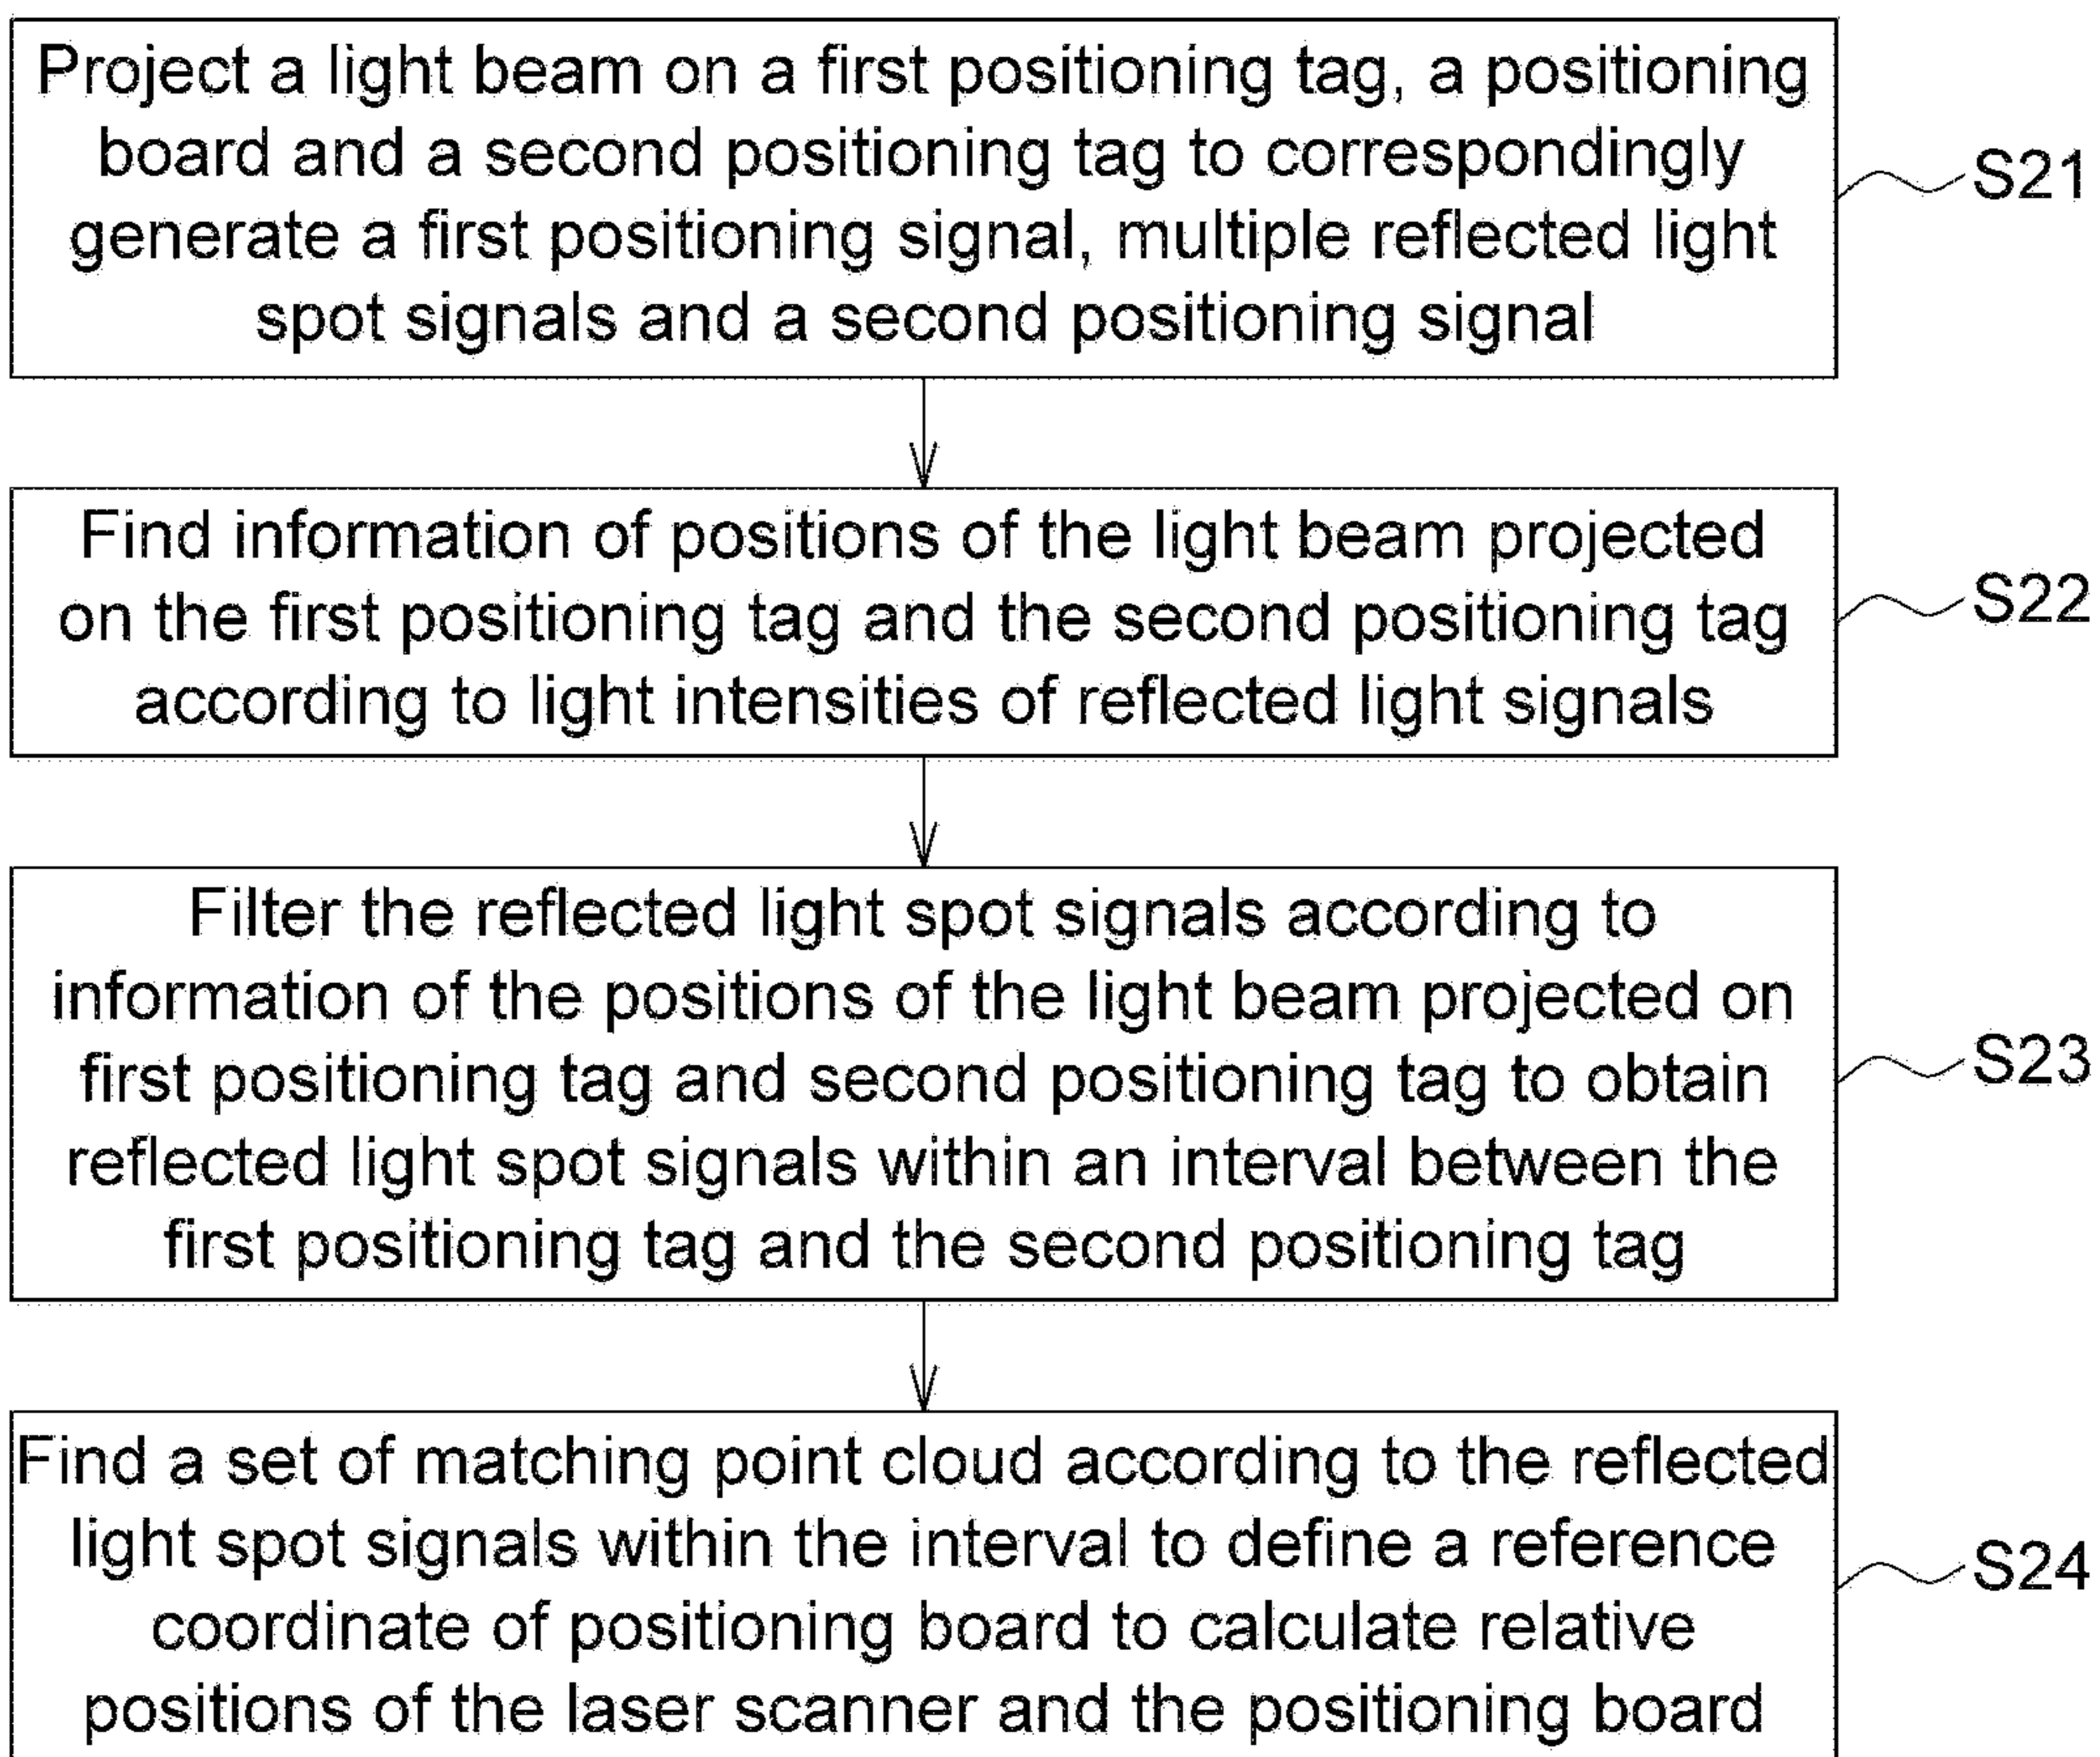 Project a light beam on a first positioning tag, a positioning
board and a second positioning tag to correspondingly
generate a first positioning signal, multiple reflected light
spot signals and a second positioning signal
S21
Find information of positions of the light beam projected
on the first positioning tag and the second positioning tag
according to light intensities of reflected light signals
S22
Filter the reflected light spot signals according to
information of the positions of the light beam projected on
first positioning tag and second positioning tag to obtain
reflected light spot signals within an interval between the
first positioning tag and the second positioning tag
S23
Find a set of matching point cloud according to the reflected
light spot signals within the interval to define a reference
coordinate of positioning board to calculate relative
positions of the laser scanner and the positioning board
S24